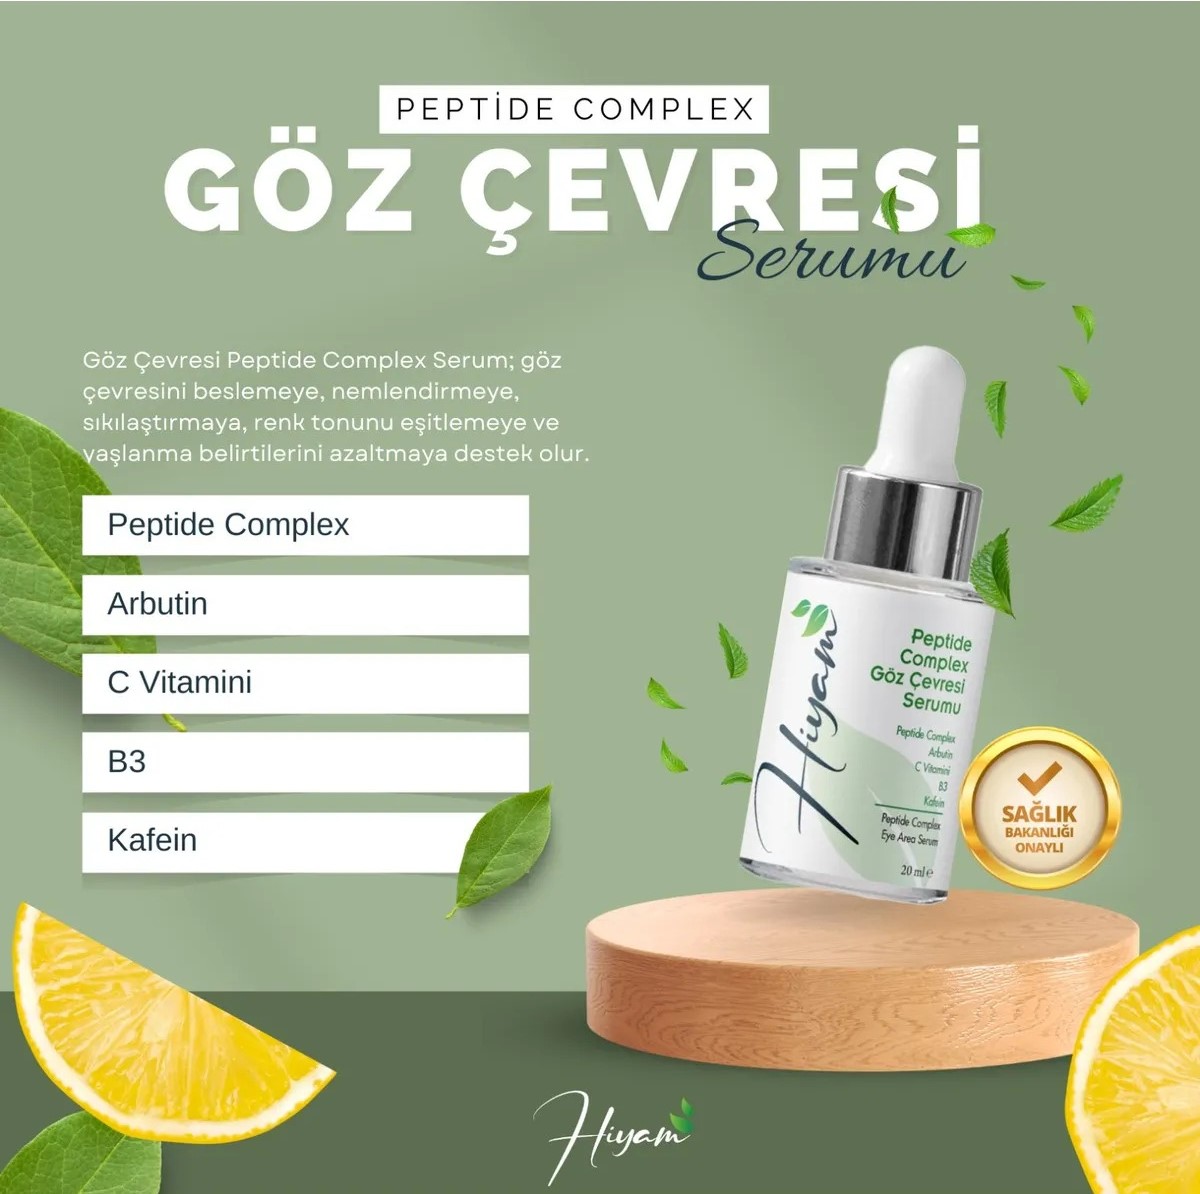 PEPTİDE COMPLEX
GÖZ ÇEVRESİ
Serumu
Göz Çevresi Peptide Complex Serum; göz
çevresini beslemeye, nemlendirmeye,
sıkılaştırmaya, renk tonunu eşitlemeye ve
yaşlanma belirtilerini azaltmaya destek olur.
Peptide Complex
Arbutin
C Vitamini
B3
Kafein
Hiyam
Peptide
Complex
Göz Çevresi
Serumu
Peptide Complex
Arbutin
C Vitamini
B3
Kafein
Peptide Complex
Eye Area Serum
20 ml e
SAĞLIK
BAKANLIĞI
ONAYLI
Hiyam